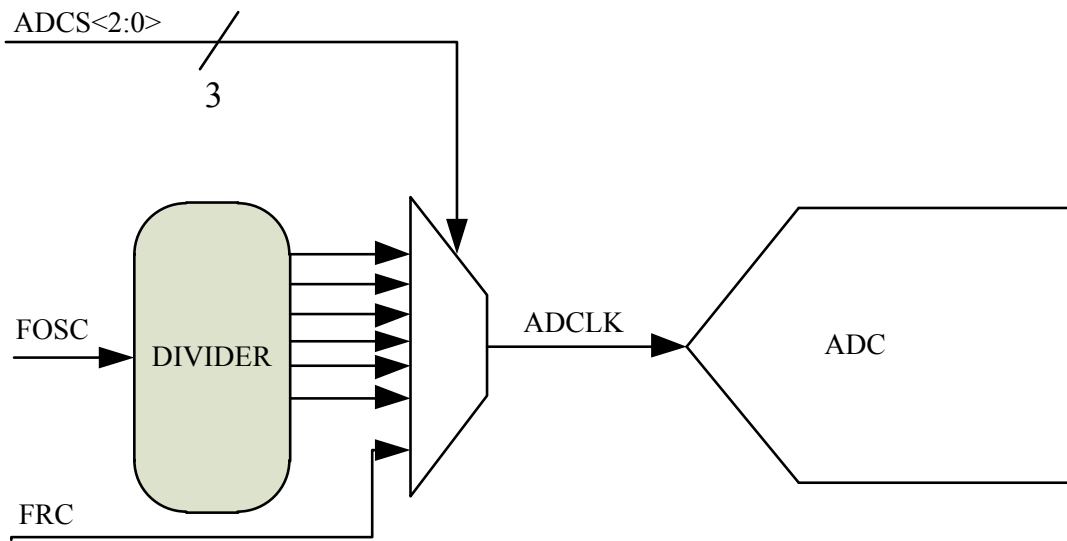 ADCS<2:0>
3
FOSC
DIVIDER
ADCLK
ADC
FRC